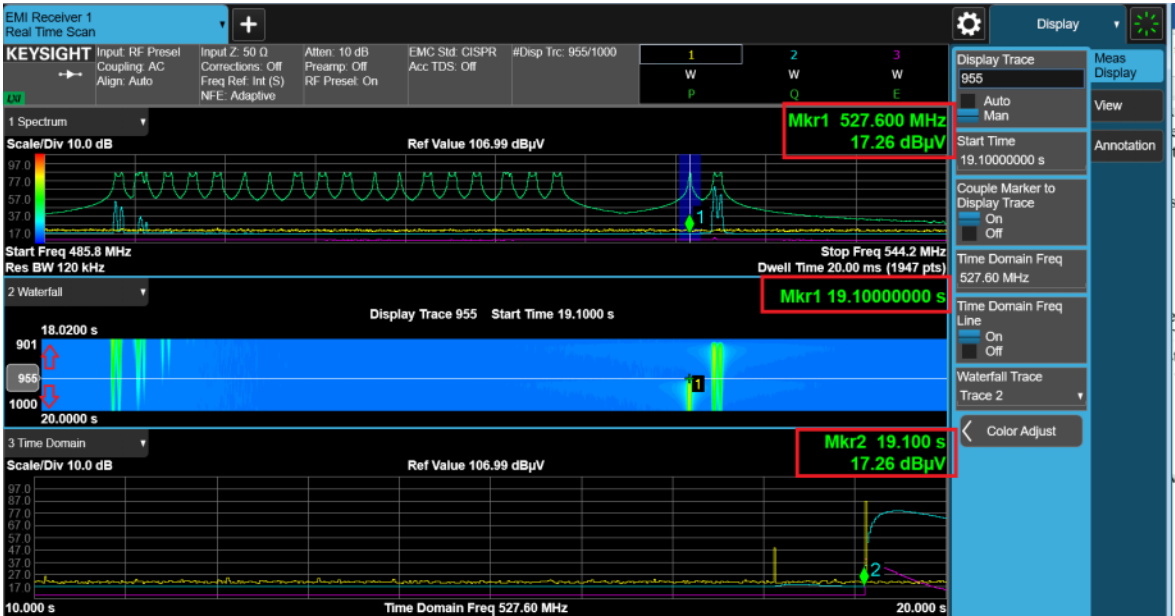 EMI Receiver 1
Real Time Scan
+
Display
KEYSIGHT
LXI
Input: RF Presel
Coupling: AC
Align: Auto
Input Z: 50 Ω
Corrections: Off
Freq Ref: Int (S)
NFE: Adaptive
Atten: 10 dB
Preamp: Off
RF Presel: On
EMC Std: CISPR
Acc TDS: Off
#Disp Trc: 955/1000
1 2 3
W W W
P Q E
1 Spectrum
Mkr1 527.600 MHz
17.26 dBµV
Scale/Div 10.0 dB
Ref Value 106.99 dBµV
97.0
77.0
57.0
37.0
17.0
1
Start Freq 485.8 MHz
Res BW 120 kHz
Stop Freq 544.2 MHz
Dwell Time 20.00 ms (1947 pts)
2 Waterfall
Mkr1 19.10000000 s
Display Trace 955 Start Time 19.1000 s
18.0200 s
901
955
1000
1
20.0000 s
3 Time Domain
Mkr2 19.100 s
17.26 dBµV
Scale/Div 10.0 dB
Ref Value 106.99 dBµV
97.0
87.0
77.0
67.0
57.0
47.0
37.0
27.0
17.0
2
10.000 s
Time Domain Freq 527.60 MHz
20.000 s
Display Trace
955
Auto
Man
Start Time
19.10000000 s
Couple Marker to
Display Trace
On
Off
Time Domain Freq
527.60 MHz
Time Domain Freq
Line
On
Off
Waterfall Trace
Trace 2
Color Adjust
Meas
Display
View
Annotation